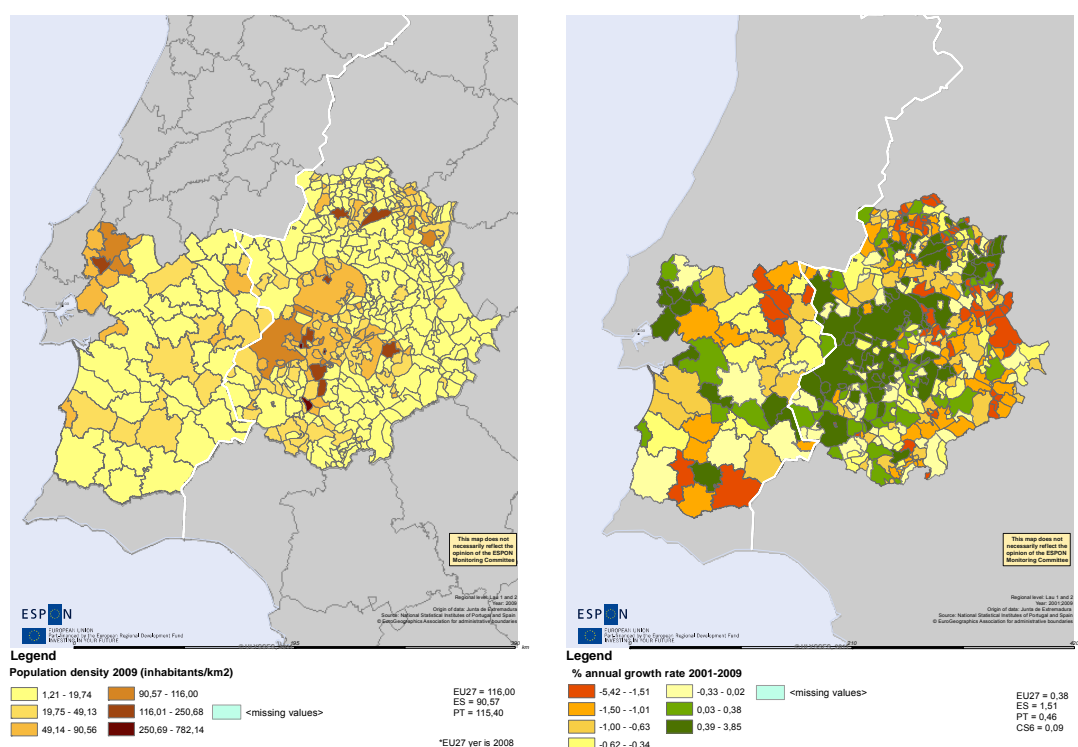 This map does not
necessarily reflect the
opinion of the ESPON
Monitoring Committee
Regional level: Lau 1 and 2
Year: 2009
Origin of data: Junta de Extremadura
Source: National Statistical Institutes of Portugal and Spain
© EuroGeographics Association for administrative boundaries
ESPON
EUROPEAN UNION
Part-financed by the European Regional Development Fund
INVESTING IN YOUR FUTURE
km
Legend
Population density 2009 (inhabitants/km2)
1,21 - 19,74
19,75 - 49,13
49,14 - 90,56
90,57 - 116,00
116,01 - 250,68
250,69 - 782,14
<missing values>
EU27 = 116,00
ES = 90,57
PT = 115,40
*EU27 yer is 2008
This map does not
necessarily reflect the
opinion of the ESPON
Monitoring Committee
Regional level: Lau 1 and 2
Year: 2001;2009
Origin of data: Junta de Extremadura
Source: National Statistical Institutes of Portugal and Spain
© EuroGeographics Association for administrative boundaries
ESPON
EUROPEAN UNION
Part-financed by the European Regional Development Fund
INVESTING IN YOUR FUTURE
Legend
% annual growth rate 2001-2009
-5,42 - -1,51
-1,50 - -1,01
-1,00 - -0,63
-0,62 - -0,34
-0,33 - 0,02
0,03 - 0,38
0,39 - 3,85
<missing values>
EU27 = 0,38
ES = 1,51
PT = 0,46
CS6 = 0,09